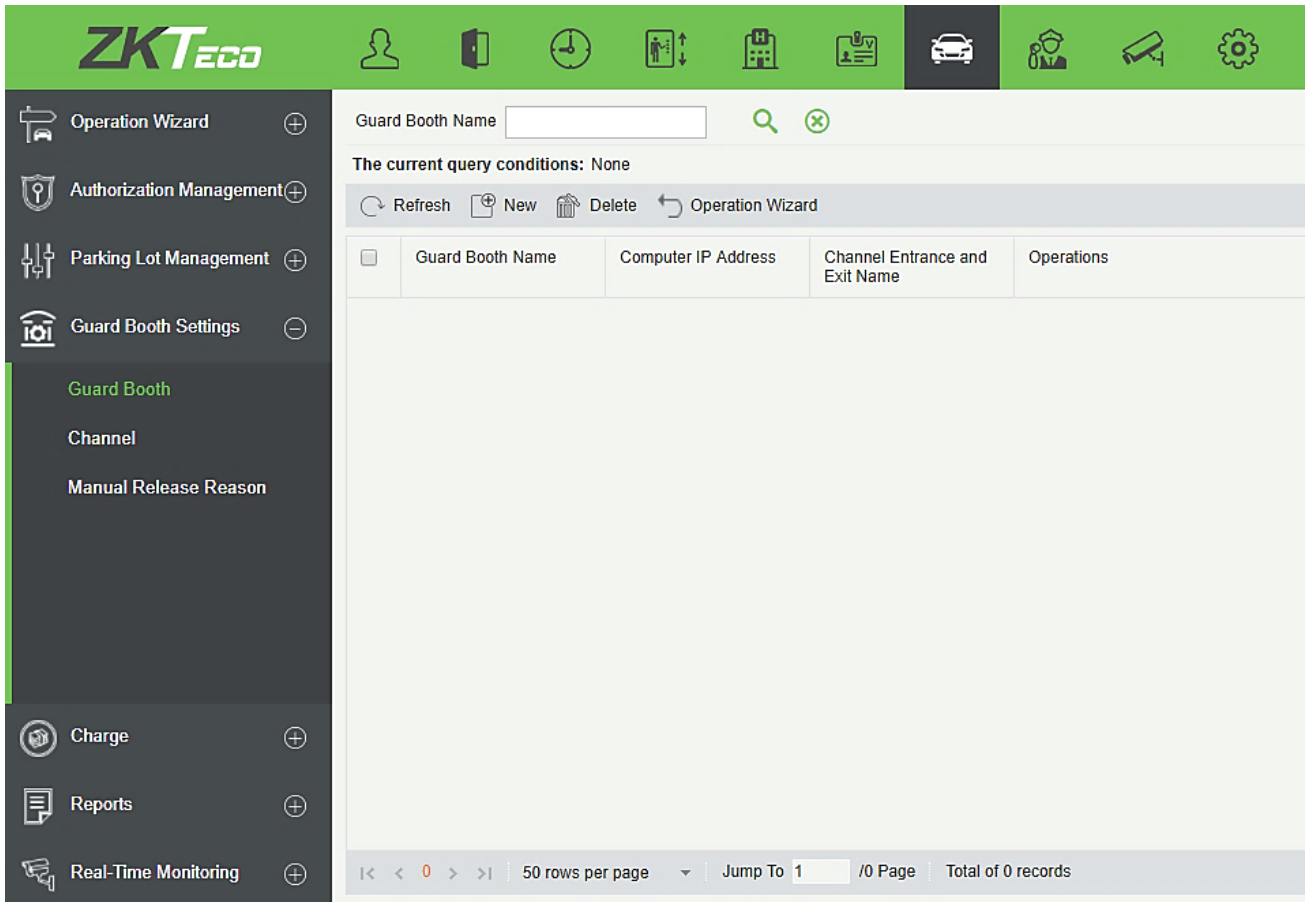 ZKTeco
Operation Wizard
Authorization Management
Parking Lot Management
Guard Booth Settings
Guard Booth
Channel
Manual Release Reason
Charge
Reports
Real-Time Monitoring
Guard Booth Name
The current query conditions: None
Refresh New Delete Operation Wizard
Guard Booth Name Computer IP Address Channel Entrance and Exit Name Operations
0 50 rows per page Jump To 1 /0 Page Total of 0 records